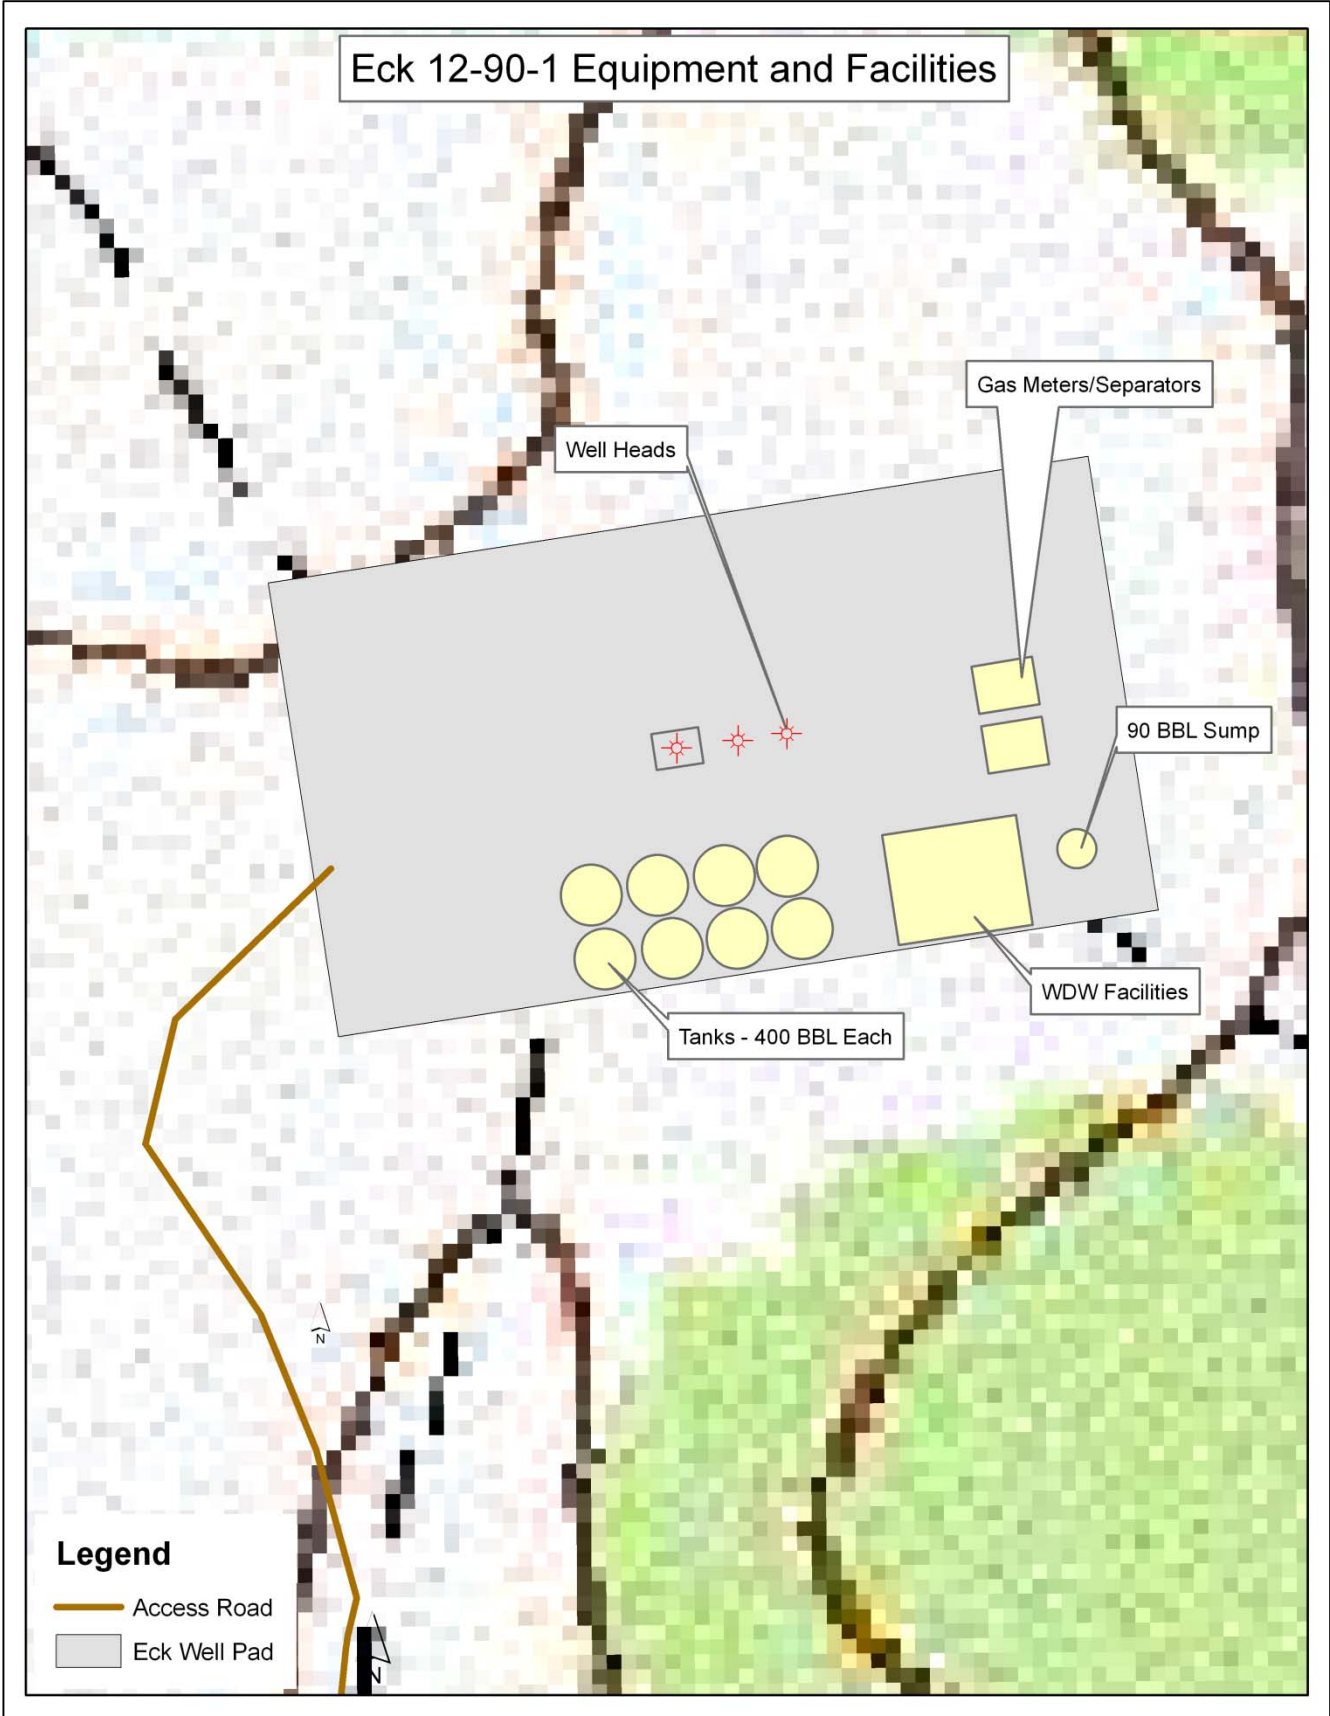 Eck 12-90-1 Equipment and Facilities
Gas Meters/Separators
Well Heads
90 BBL Sump
WDW Facilities
Tanks - 400 BBL Each
N
Legend
Access Road
Eck Well Pad
N